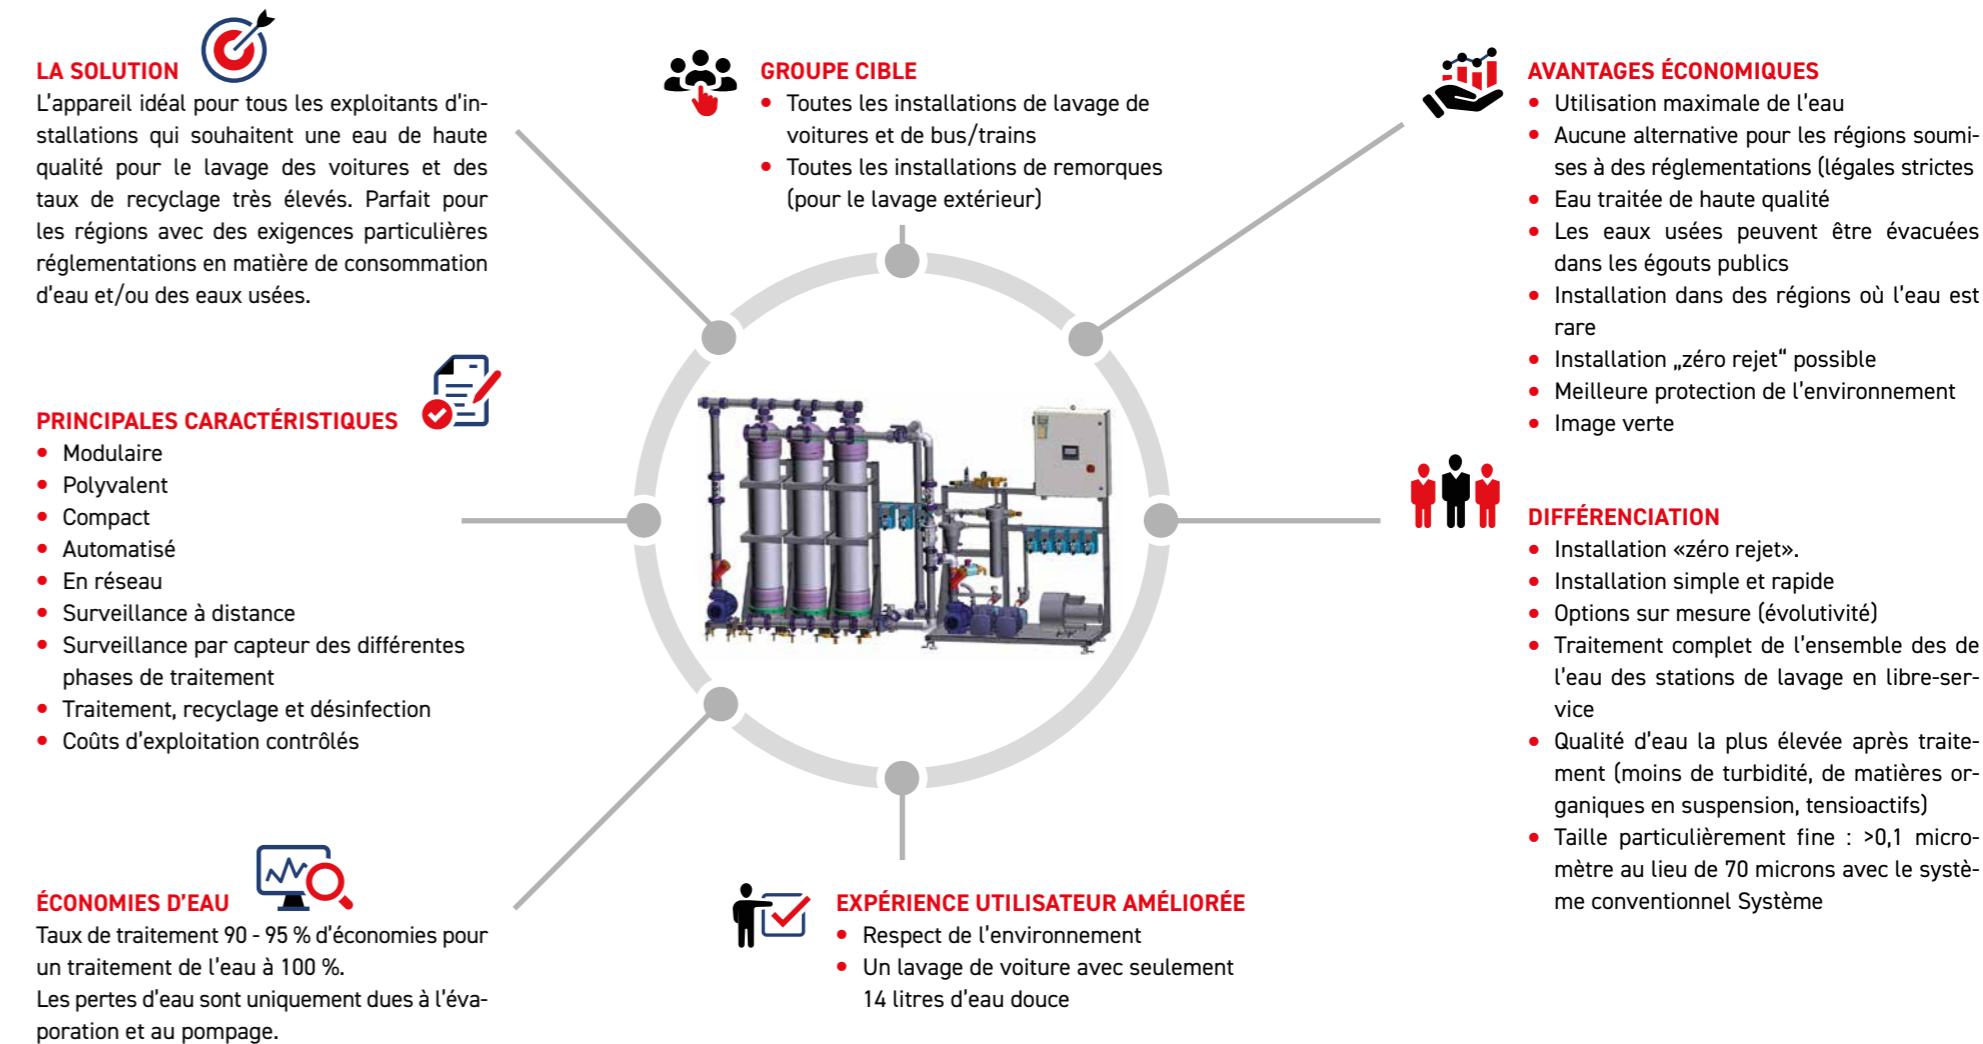 LA SOLUTION
L'appareil idéal pour tous les exploitants d'in-
stallations qui souhaitent une eau de haute
qualité pour le lavage des voitures et des
taux de recyclage très élevés. Parfait pour
les régions avec des exigences particulières
réglementations en matière de consommation
d'eau et/ou des eaux usées.
PRINCIPALES CARACTÉRISTIQUES
• Modulaire
• Polyvalent
• Compact
• Automatisé
• En réseau
• Surveillance à distance
• Surveillance par capteur des différentes
phases de traitement
• Traitement, recyclage et désinfection
• Coûts d'exploitation contrôlés
ÉCONOMIES D'EAU
Taux de traitement 90 - 95 % d'économies pour
un traitement de l'eau à 100 %.
Les pertes d'eau sont uniquement dues à l'éva-
poration et au pompage.
GROUPE CIBLE
• Toutes les installations de lavage de
voitures et de bus/trains
• Toutes les installations de remorques
(pour le lavage extérieur)
EXPÉRIENCE UTILISATEUR AMÉLIORÉE
• Respect de l'environnement
• Un lavage de voiture avec seulement
14 litres d'eau douce
AVANTAGES ÉCONOMIQUES
• Utilisation maximale de l'eau
• Aucune alternative pour les régions soumi-
ses à des réglementations (légales strictes
• Eau traitée de haute qualité
• Les eaux usées peuvent être évacuées
dans les égouts publics
• Installation dans des régions où l'eau est
rare
• Installation „zéro rejet“ possible
• Meilleure protection de l'environnement
• Image verte
DIFFÉRENCIATION
• Installation «zéro rejet».
• Installation simple et rapide
• Options sur mesure (évolutivité)
• Traitement complet de l'ensemble des de
l'eau des stations de lavage en libre-ser-
vice
• Qualité d'eau la plus élevée après traite-
ment (moins de turbidité, de matières or-
ganiques en suspension, tensioactifs)
• Taille particulièrement fine : >0,1 micro-
mètre au lieu de 70 microns avec le systè-
me conventionnel Système